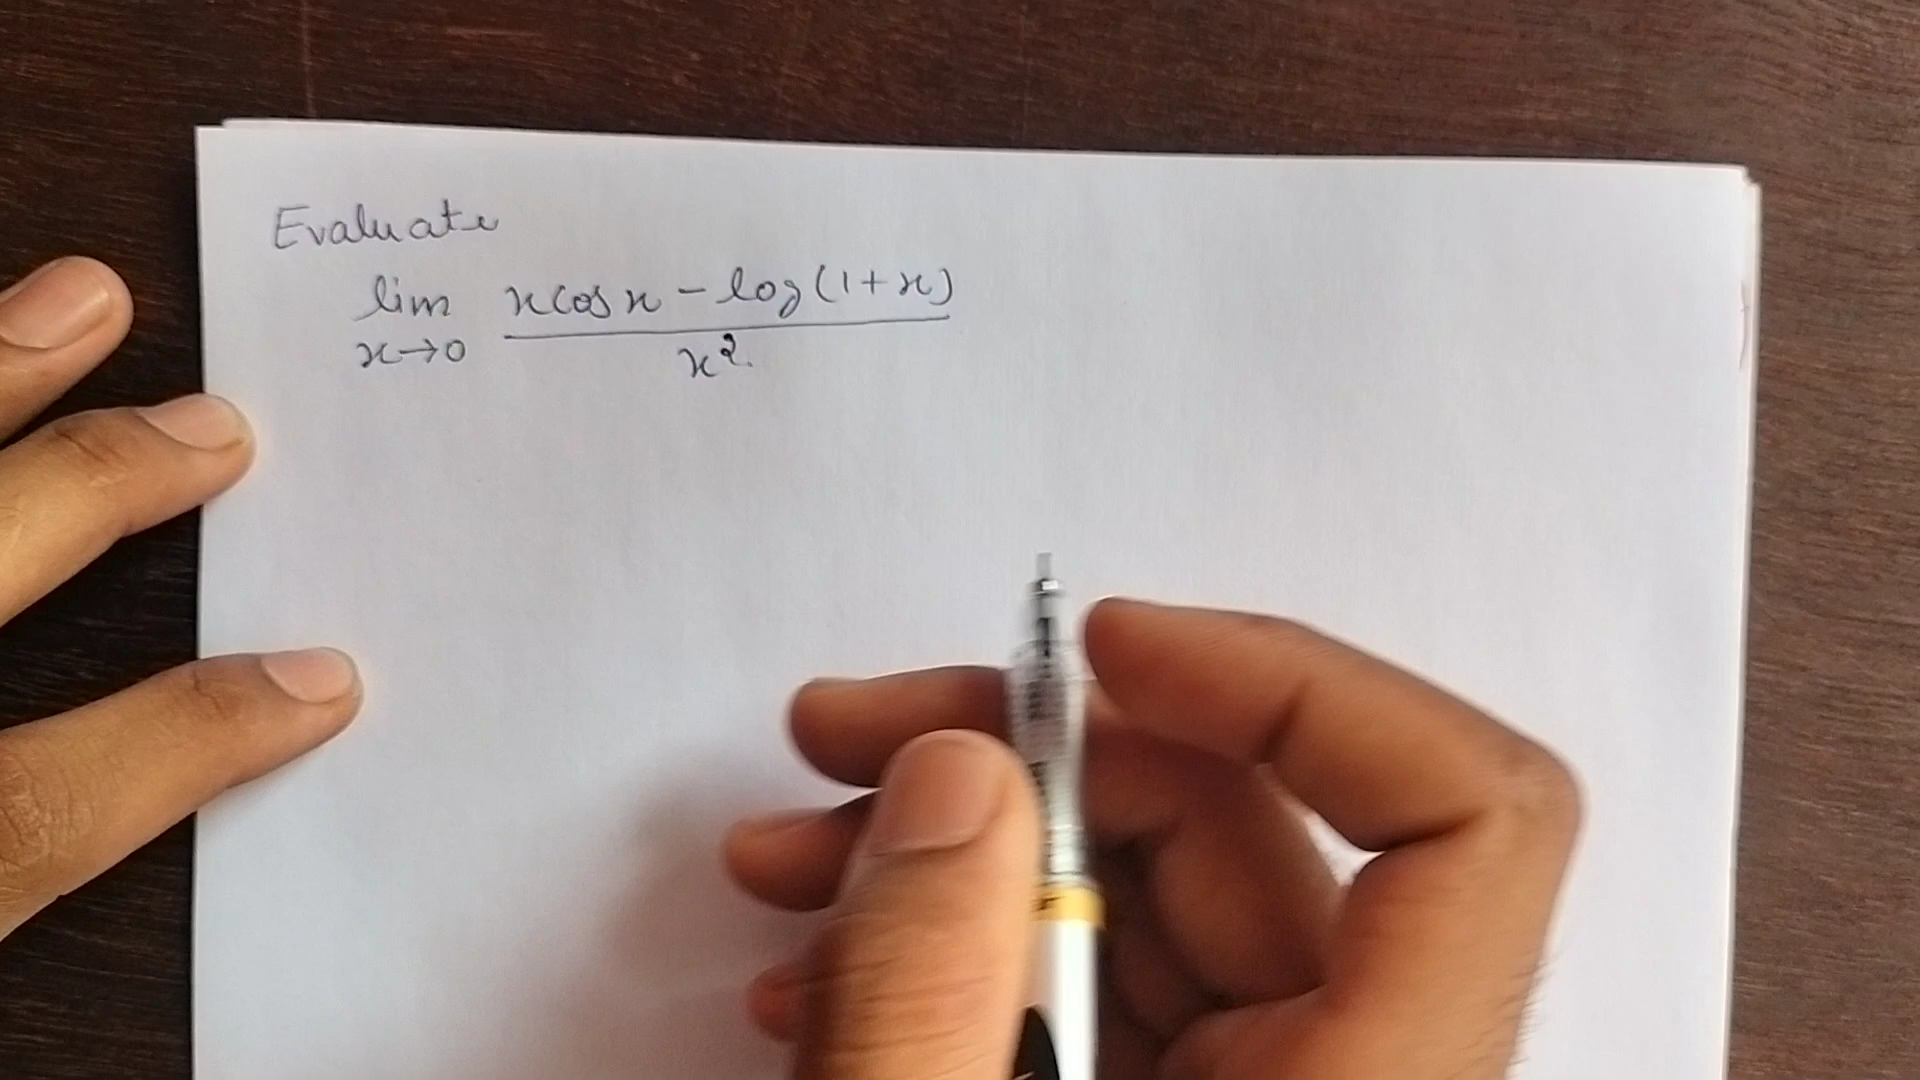 Evaluate
lim x cos x - log(1+x)
x→0 x².